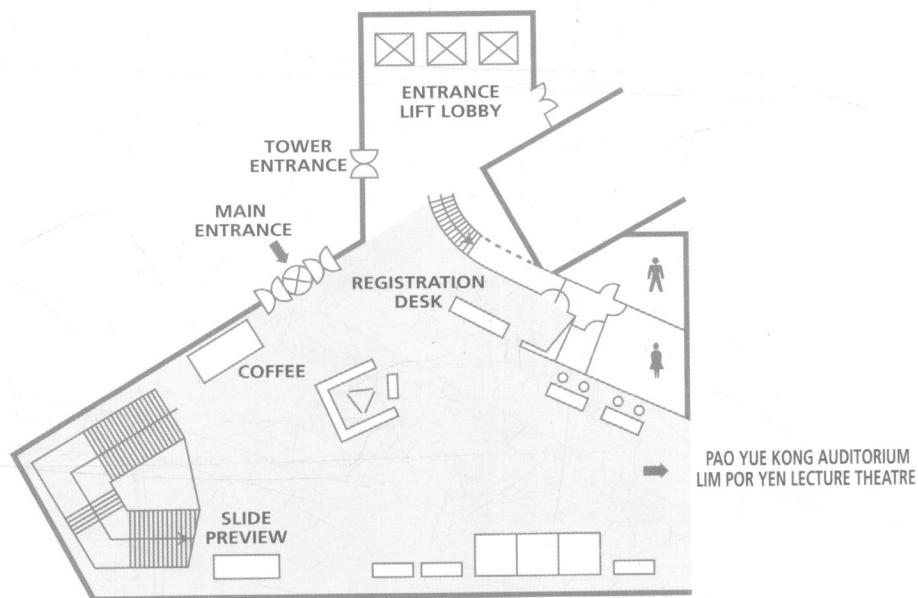 ENTRANCE
LIFT LOBBY
TOWER
ENTRANCE
MAIN
ENTRANCE
REGISTRATION
DESK
COFFEE
PAO YUE KONG AUDITORIUM
LIM POR YEN LECTURE THEATRE
SLIDE
PREVIEW